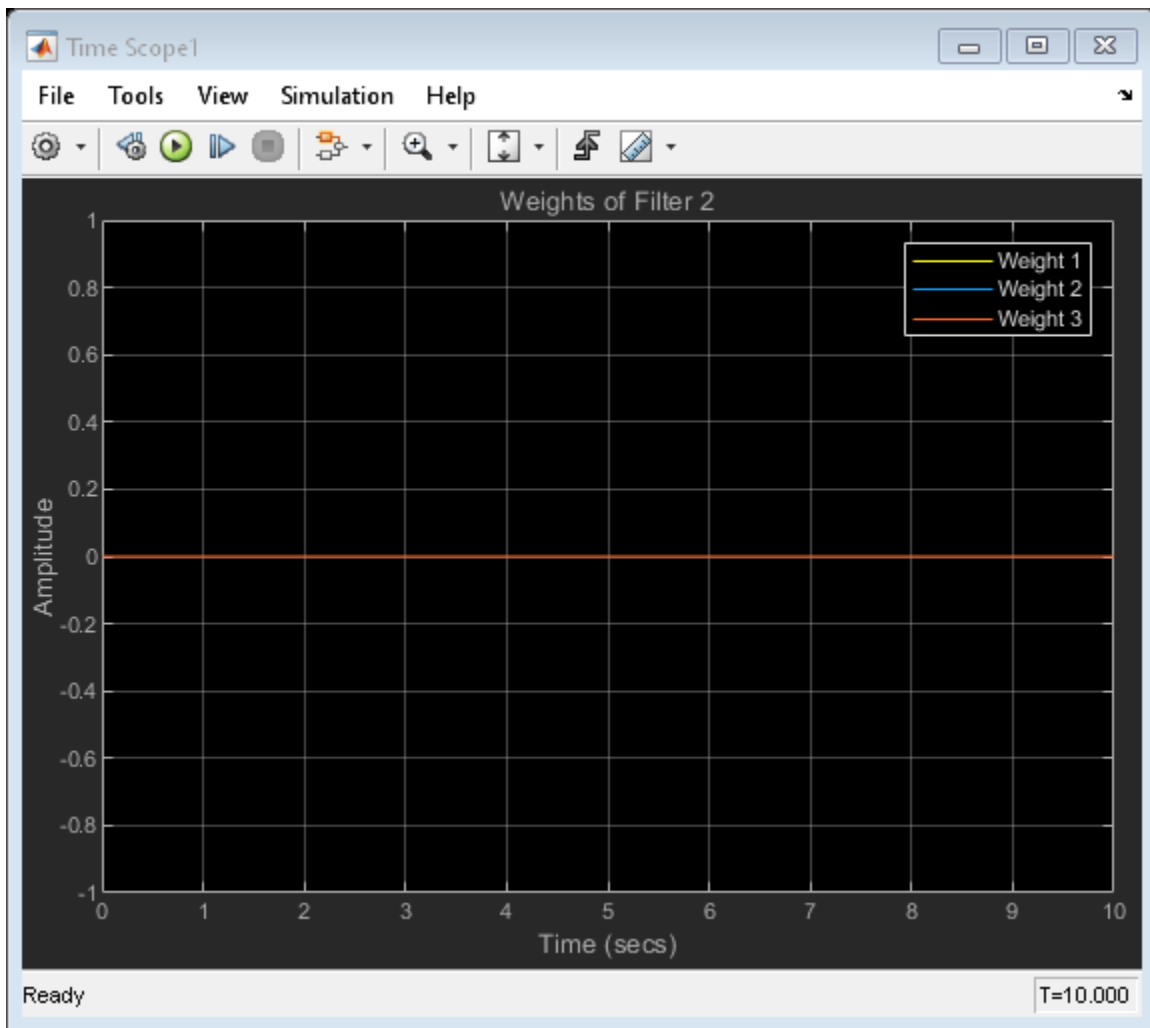 Time Scope1
File Tools View Simulation Help
Weights of Filter 2
Weight 1
Weight 2
Weight 3
1
0.8
0.6
0.4
0.2
0
-0.2
-0.4
-0.6
-0.8
-1
Amplitude
0 1 2 3 4 5 6 7 8 9 10
Time (secs)
Ready T=10.000